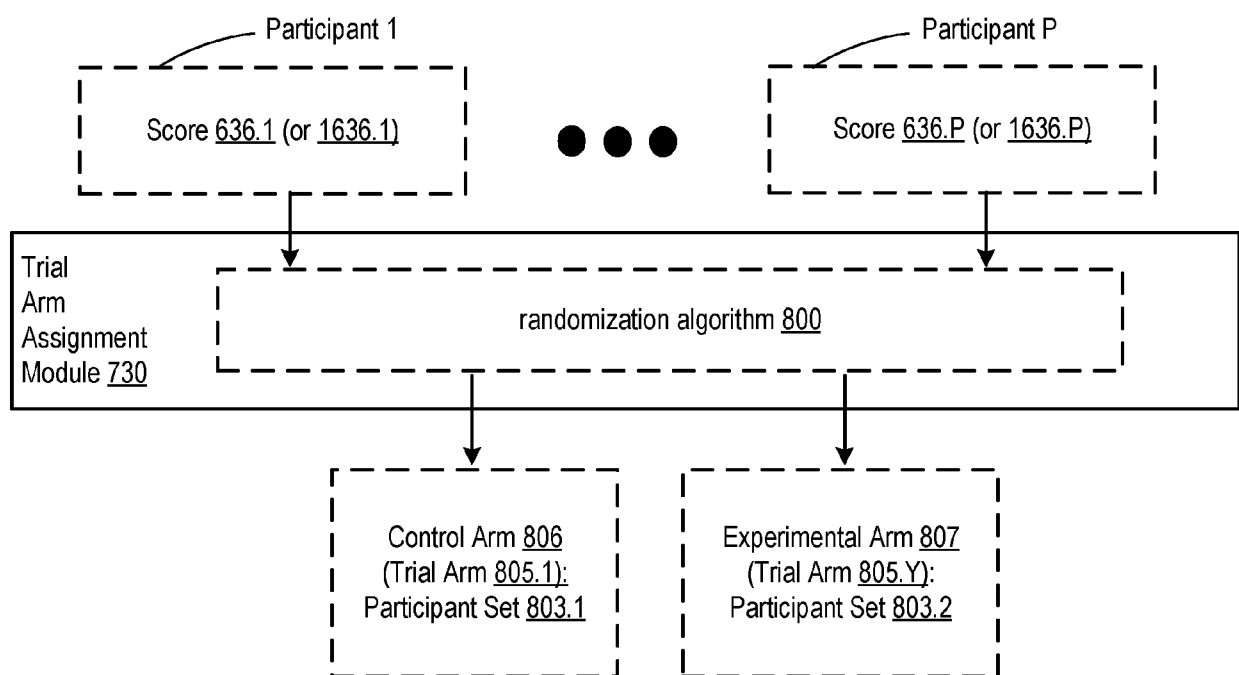 Participant 1
Participant P
Score 636.1 (or 1636.1)
Score 636.P (or 1636.P)
Trial
Arm
Assignment
Module 730
randomization algorithm 800
Control Arm 806
(Trial Arm 805.1):
Participant Set 803.1
Experimental Arm 807
(Trial Arm 805.Y):
Participant Set 803.2